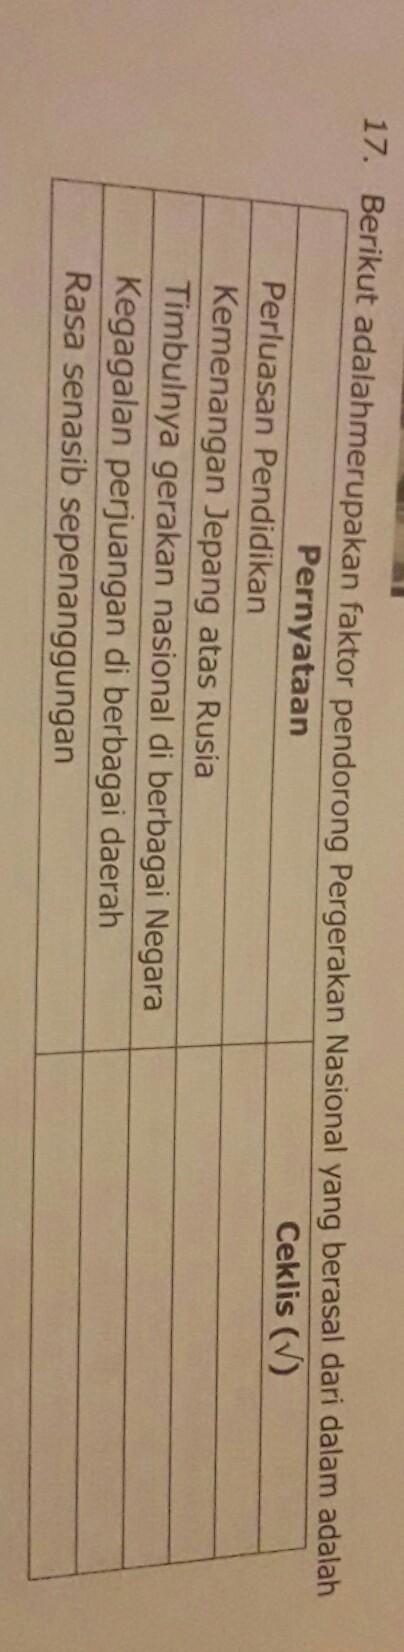 17. Berikut adalahmerupakan faktor pendorong Pergerakan Nasional yang berasal dari dalam adalah
Pernyataan Ceklis (√)
Perluasan Pendidikan
Kemenangan Jepang atas Rusia
Timbulnya gerakan nasional di berbagai Negara
Kegagalan perjuangan di berbagai daerah
Rasa senasib sepenanggungan